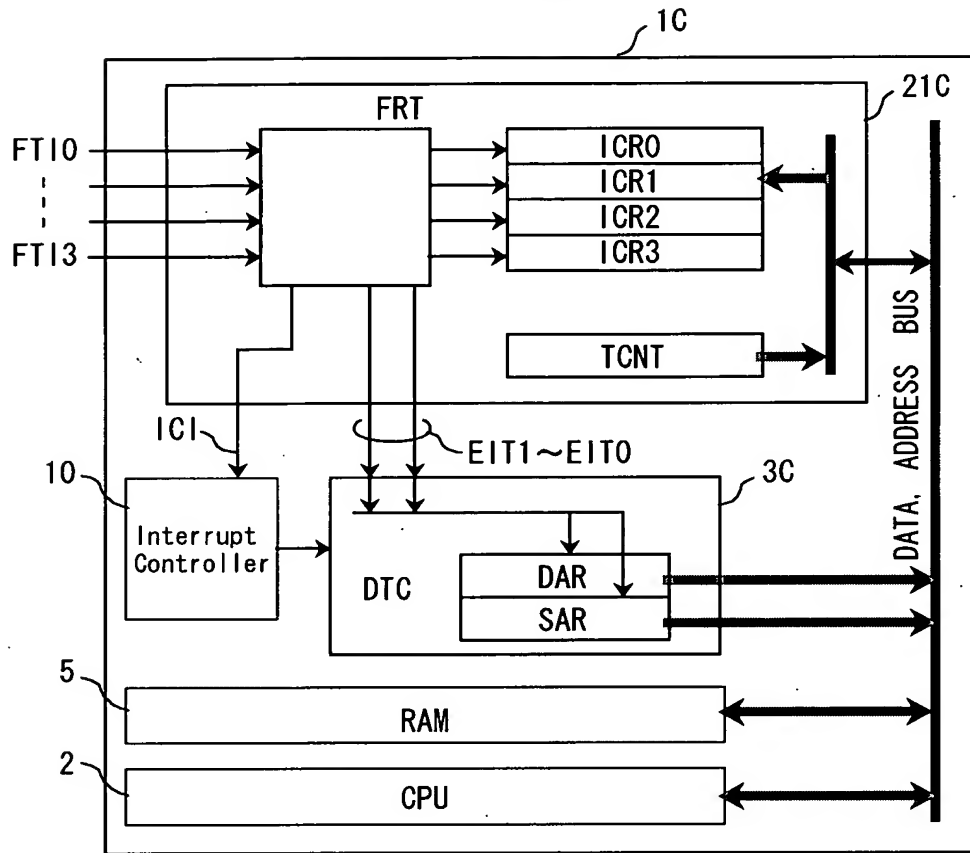 1C
21C
FRT
FTI0
FTI3
ICR0
ICR1
ICR2
ICR3
TCNT
DATA, ADDRESS BUS
ICI
EIT1~EIT0
10
3C
Interrupt
Controller
DTC
DAR
SAR
5
RAM
2
CPU